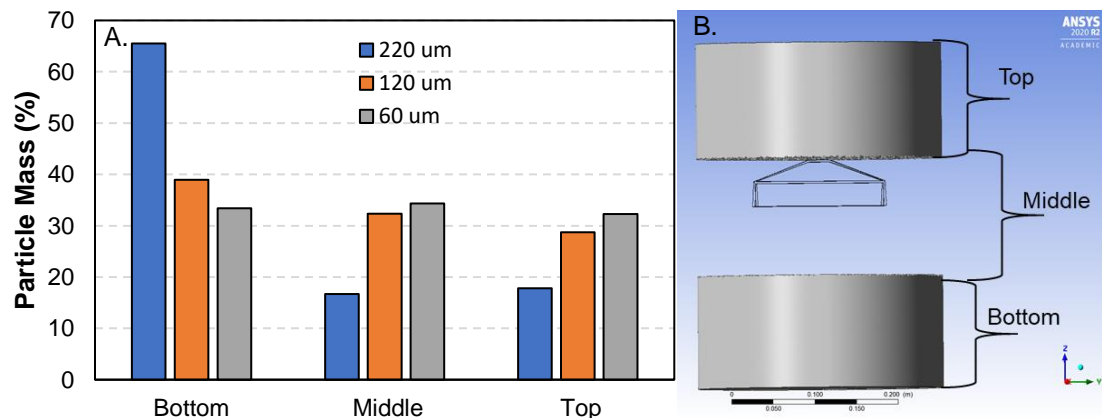 A.
Particle Mass (%)
70
60
50
40
30
20
10
0
220 um
120 um
60 um
Bottom
Middle
Top
B.
ANSYS
2020 R2
ACADEMIC
Top
Middle
Bottom
Z
Y
0
0.100
0.200 (m)
0.050
0.150